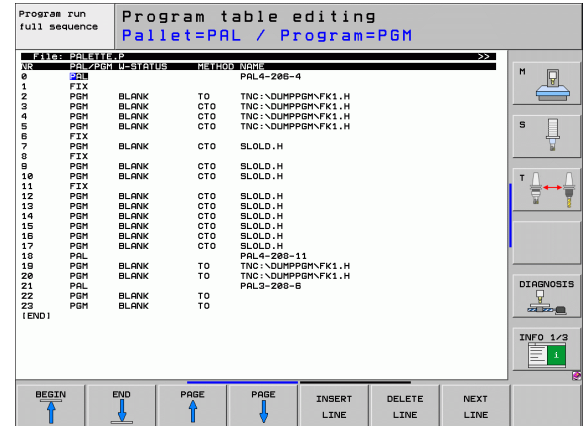 Program run
full sequence
Program table editing
Pallet=PAL / Program=PGM
File: PALETTE.P >>
NR PAL/PGM W-STATUS METHOD NAME
0 PAL PAL4-206-4
1 FIX
2 PGM BLANK TO TNC:\DUMPPGM\FK1.H
3 PGM BLANK CTO TNC:\DUMPPGM\FK1.H
4 PGM BLANK CTO TNC:\DUMPPGM\FK1.H
5 PGM BLANK CTO TNC:\DUMPPGM\FK1.H
6 FIX
7 PGM BLANK CTO SLOLD.H
8 FIX
9 PGM BLANK CTO SLOLD.H
10 PGM BLANK CTO SLOLD.H
11 FIX
12 PGM BLANK CTO SLOLD.H
13 PGM BLANK CTO SLOLD.H
14 PGM BLANK CTO SLOLD.H
15 PGM BLANK CTO SLOLD.H
16 PGM BLANK CTO SLOLD.H
17 PGM BLANK CTO SLOLD.H
18 PAL PAL4-208-11
19 PGM BLANK TO TNC:\DUMPPGM\FK1.H
20 PGM BLANK TO TNC:\DUMPPGM\FK1.H
21 PAL PAL3-208-6
22 PGM BLANK TO
23 PGM BLANK TO
[END]
M
S
T
DIAGNOSIS
INFO 1/3
i
BEGIN
END
PAGE
PAGE
INSERT
LINE
DELETE
LINE
NEXT
LINE